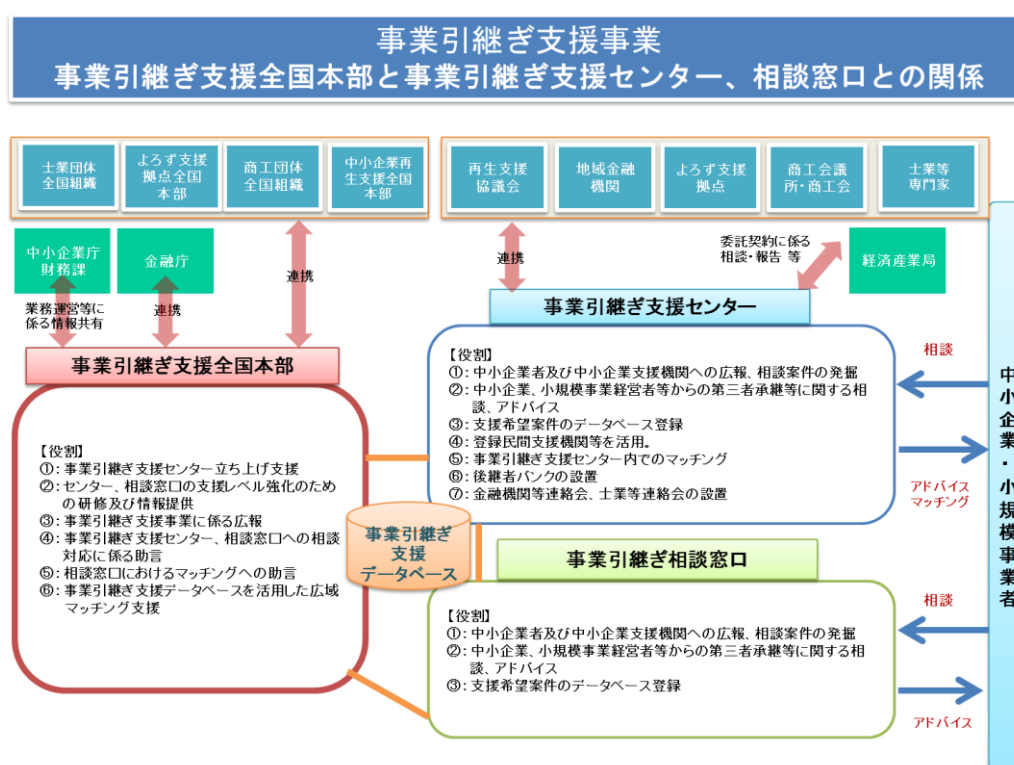 事業引継ぎ支援事業
事業引継ぎ支援全国本部と事業引継ぎ支援センター、相談窓口との関係
士業団体
全国組織
よろず支援
拠点全国
本部
商工団体
全国組織
中小企業再
生支援全国
本部
再生支援
協議会
地域金融
機関
よろず支援
拠点
商工会議
所・商工会
士業等
専門家
中小企業庁
財務課
金融庁
連携
業務運営等に
係る情報共有
連携
連携
委託契約に係る
相談・報告 等
経済産業局
事業引継ぎ支援全国本部
【役割】
①:事業引継ぎ支援センター立ち上げ支援
②:センター、相談窓口の支援レベル強化のため
の研修及び情報提供
③:事業引継ぎ支援事業に係る広報
④:事業引継ぎ支援センター、相談窓口への相談
対応に係る助言
⑤:相談窓口におけるマッチングへの助言
⑥:事業引継ぎ支援データベースを活用した広域
マッチング支援
事業引継ぎ
支援
データベース
事業引継ぎ支援センター
【役割】
①:中小企業者及び中小企業支援機関への広報、相談案件の発掘
②:中小企業、小規模事業経営者等からの第三者承継等に関する相
談、アドバイス
③:支援希望案件のデータベース登録
④:登録民間支援機関等を活用。
⑤:事業引継ぎ支援センター内でのマッチング
⑥:後継者バンクの設置
⑦:金融機関等連絡会、士業等連絡会の設置
事業引継ぎ相談窓口
【役割】
①:中小企業者及び中小企業支援機関への広報、相談案件の発掘
②:中小企業、小規模事業経営者等からの第三者承継等に関する相
談、アドバイス
③:支援希望案件のデータベース登録
相談
アドバイス
マッチング
相談
アドバイス
中小企業・小規模事業者